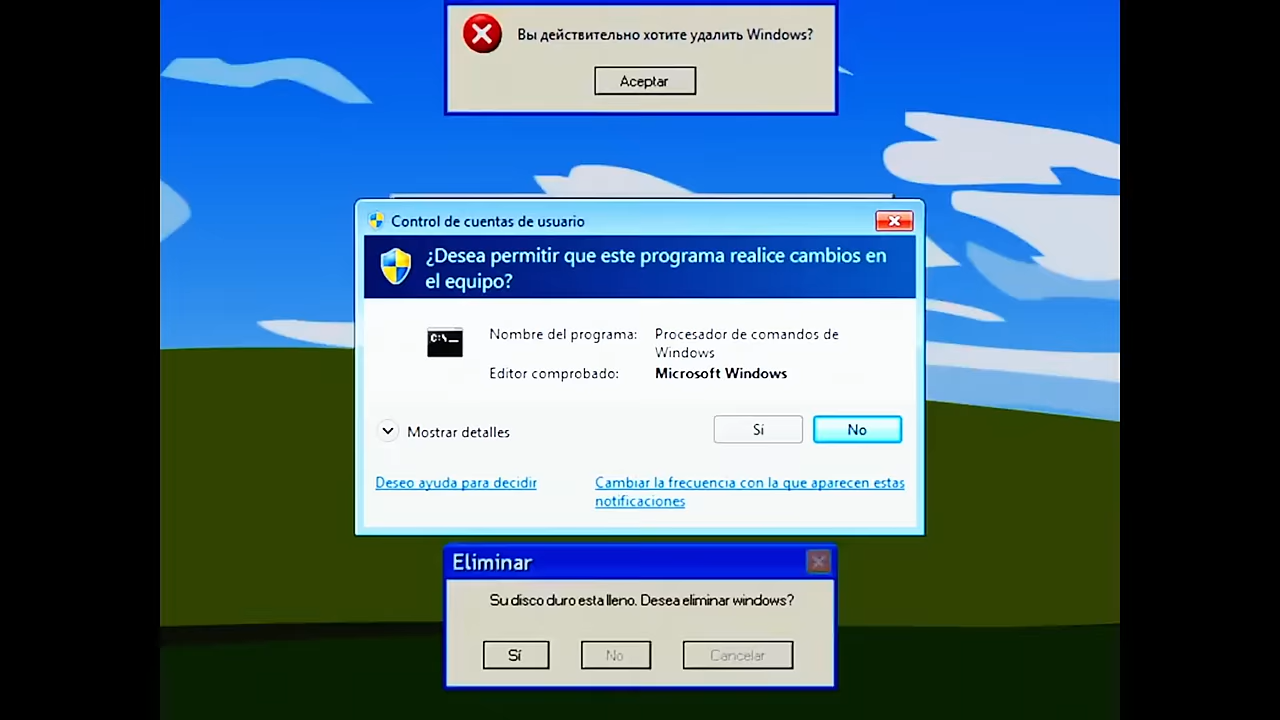 Вы действительно хотите удалить Windows?
Aceptar
Control de cuentas de usuario
¿Desea permitir que este programa realice cambios en
el equipo?
C:\
Nombre del programa: Procesador de comandos de
Windows
Editor comprobado: Microsoft Windows
Mostrar detalles
Sí
No
Deseo ayuda para decidir
Cambiar la frecuencia con la que aparecen estas
notificaciones
Eliminar
Su disco duro esta lleno. Desea eliminar windows?
Sí
No
Cancelar